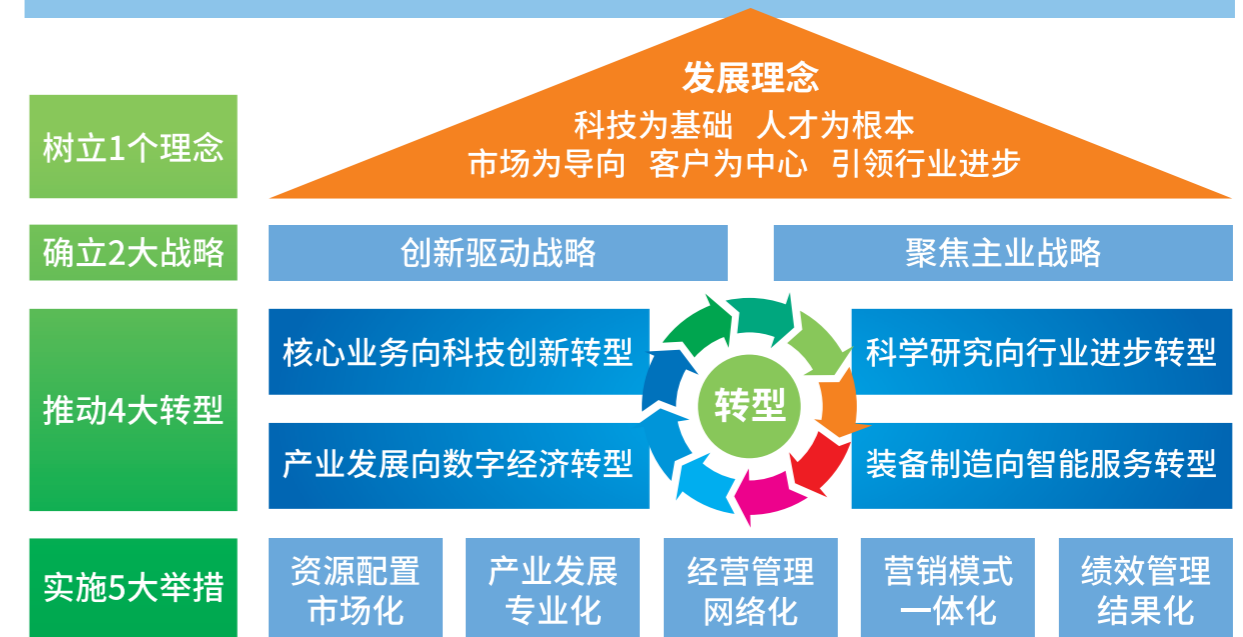 发展理念
科技为基础 人才为根本
市场为导向 客户为中心 引领行业进步
树立1个理念
确立2大战略
创新驱动战略
聚焦主业战略
推动4大转型
核心业务向科技创新转型
科学研究向行业进步转型
转型
产业发展向数字经济转型
装备制造向智能服务转型
实施5大举措
资源配置
市场化
产业发展
专业化
经营管理
网络化
营销模式
一体化
绩效管理
结果化